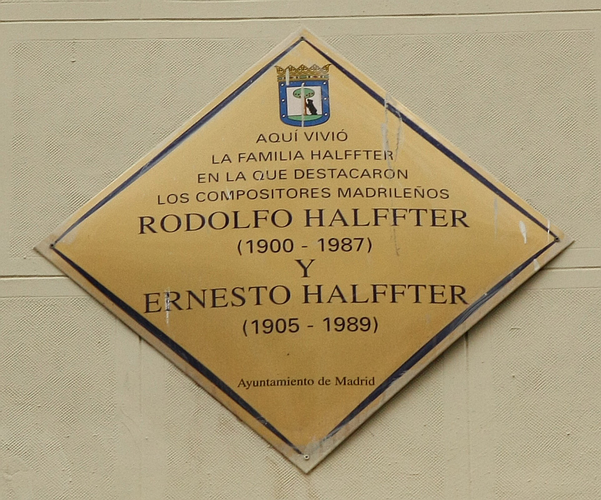 AQUÍ VIVIÓ
LA FAMILIA HALFFTER
EN LA QUE DESTACARON
LOS COMPOSITORES MADRILEÑOS
RODOLFO HALFFTER
(1900 - 1987)
Y
ERNESTO HALFFTER
(1905 - 1989)
Ayuntamiento de Madrid